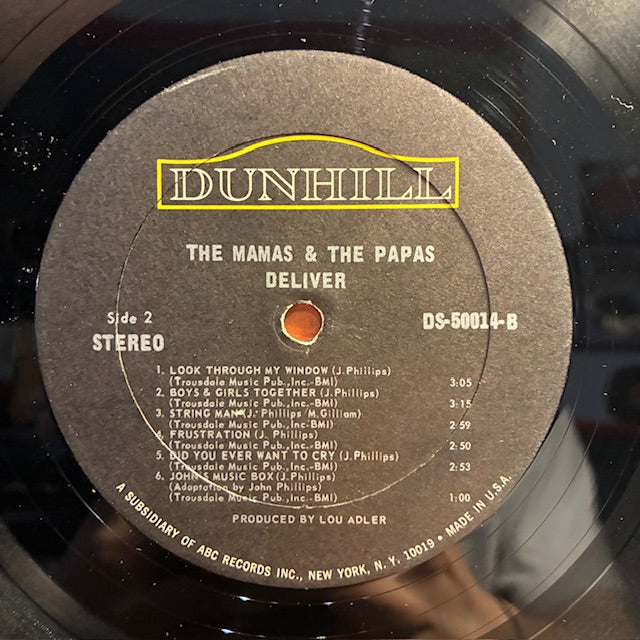 DUNHILL
THE MAMAS & THE PAPAS
DELIVER
Side 2
STEREO
DS-50014-B
1. LOOK THROUGH MY WINDOW (J. Phillips)
(Trousdale Music Pub., Inc-BMI) 3:05
2. BOYS & GIRLS TOGETHER (J. Phillips)
(Trousdale Music Pub., Inc-BMI) 3:15
3. STRING MAN (J. Phillips M. Gilliam)
(Trousdale Music Pub., Inc-BMI) 2:59
4. FRUSTRATION (J. Phillips)
(Trousdale Music Pub., Inc-BMI) 2:50
5. DID YOU EVER WANT TO CRY (J. Phillips)
(Trousdale Music Pub., Inc-BMI) 2:53
6. JOHN'S MUSIC BOX (J. Phillips)
(Adaptation by John Phillips)
(Trousdale Music Pub., Inc-BMI) 1:00
PRODUCED BY LOU ADLER
A SUBSIDIARY OF ABC RECORDS INC., NEW YORK, N. Y. 10019 • MADE IN U.S.A.